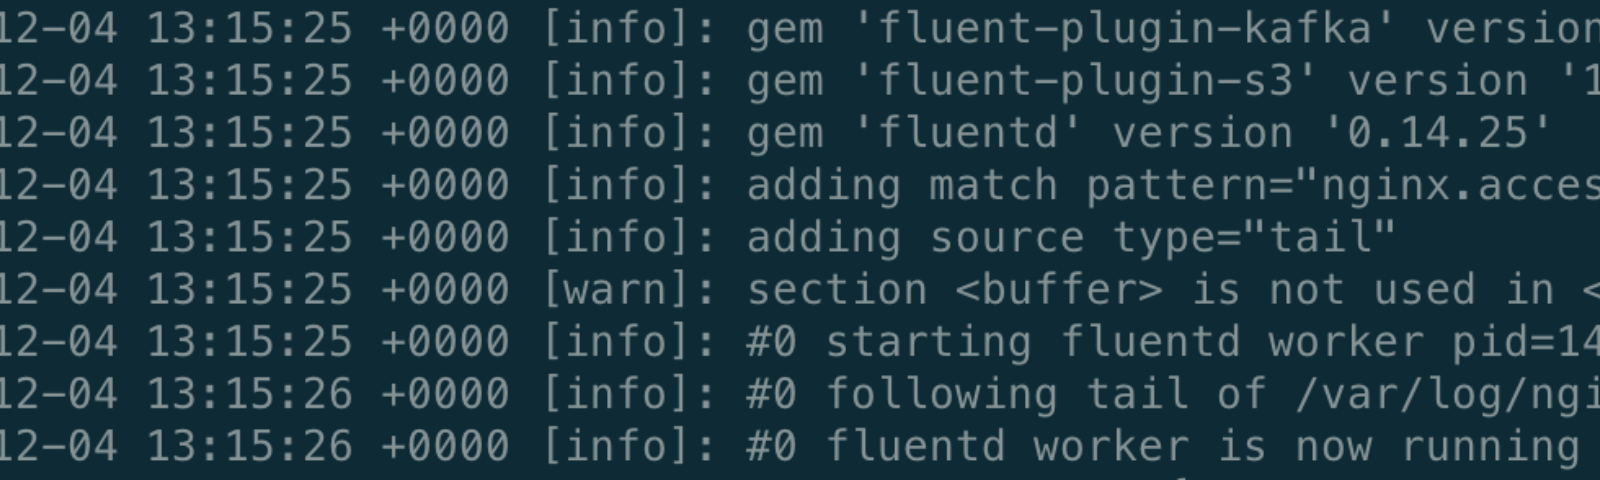 12-04 13:15:25 +0000 [info]: gem 'fluent-plugin-kafka' version
12-04 13:15:25 +0000 [info]: gem 'fluent-plugin-s3' version '1
12-04 13:15:25 +0000 [info]: gem 'fluentd' version '0.14.25'
12-04 13:15:25 +0000 [info]: adding match pattern="nginx.acces
12-04 13:15:25 +0000 [info]: adding source type="tail"
12-04 13:15:25 +0000 [warn]: section <buffer> is not used in <
12-04 13:15:25 +0000 [info]: #0 starting fluentd worker pid=14
12-04 13:15:26 +0000 [info]: #0 following tail of /var/log/ngi
12-04 13:15:26 +0000 [info]: #0 fluentd worker is now running